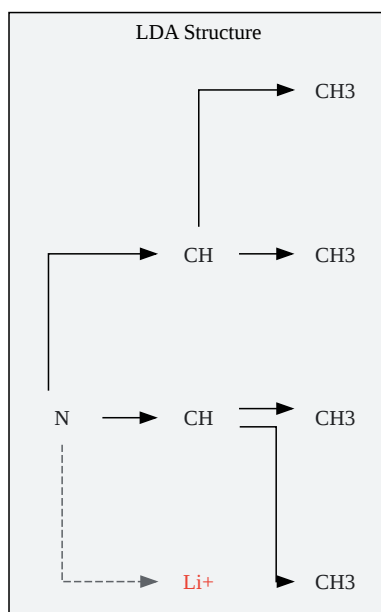 LDA Structure
CH3
CH CH3
N CH CH3
Li+ CH3